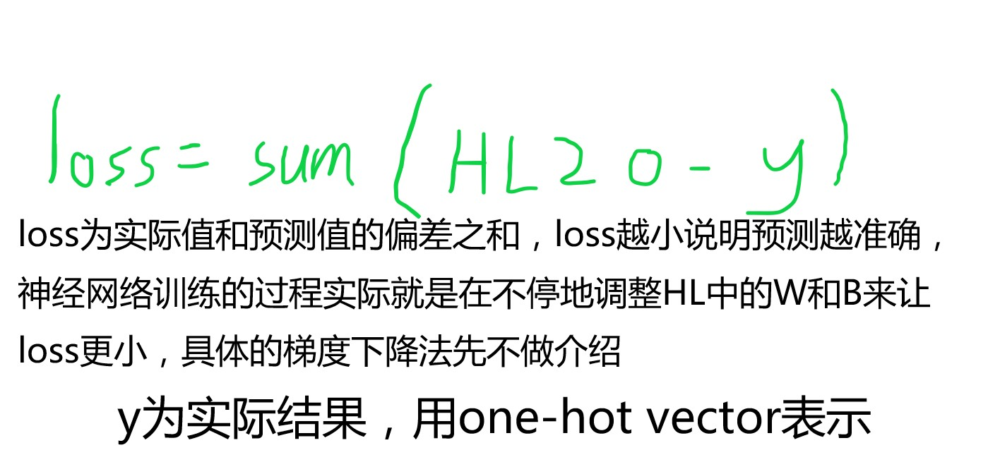 loss = sum (HL2O - y)
loss为实际值和预测值的偏差之和，loss越小说明预测越准确，
神经网络训练的过程实际就是在不停地调整HL中的W和B来让
loss更小，具体的梯度下降法先不做介绍
y为实际结果，用one-hot vector表示